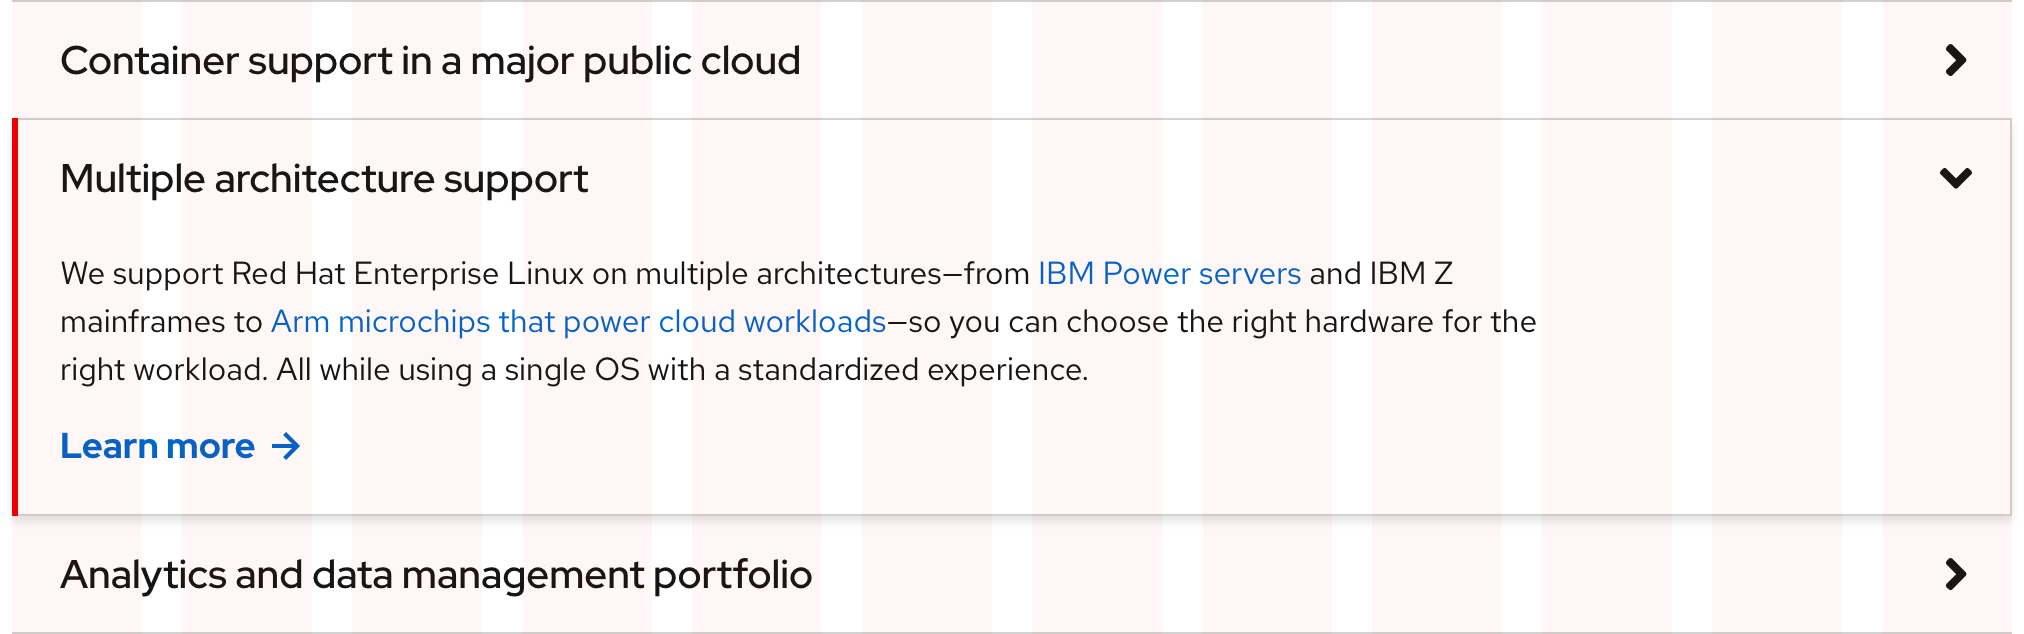 Container support in a major public cloud
Multiple architecture support
We support Red Hat Enterprise Linux on multiple architectures—from IBM Power servers and IBM Z
mainframes to Arm microchips that power cloud workloads—so you can choose the right hardware for the
right workload. All while using a single OS with a standardized experience.
Learn more →
Analytics and data management portfolio